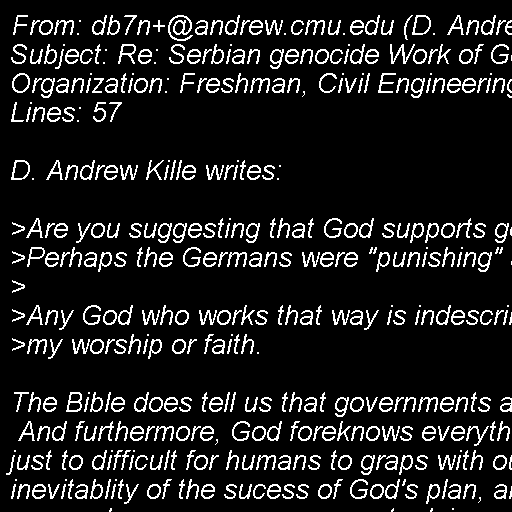 From: db7n+@andrew.cmu.edu (D. Andre
Subject: Re: Serbian genocide Work of G
Organization: Freshman, Civil Engineering
Lines: 57
D. Andrew Kille writes:
>Are you suggesting that God supports g
>Perhaps the Germans were "punishing"
>
>Any God who works that way is indescri
>my worship or faith.
The Bible does tell us that governments a
And furthermore, God foreknows everyth
just to difficult for humans to graps with o
inevitablity of the sucess of God's plan, a